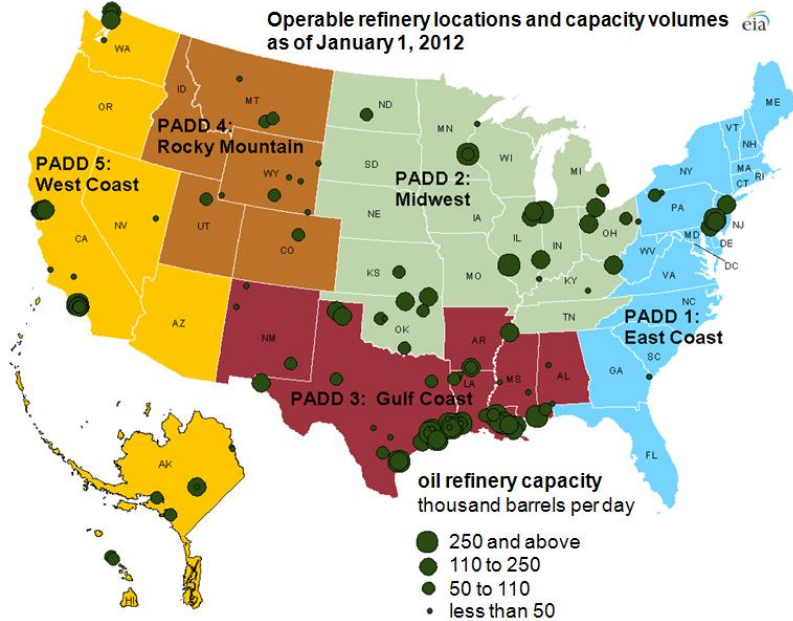 Operable refinery locations and capacity volumes
as of January 1, 2012
eia
WA
OR
ID
MT
ND
MN
WI
MI
NY
VT
ME
NH
MA
CT
RI
PADD 4:
Rocky Mountain
PADD 5:
West Coast
PADD 2:
Midwest
SD
WY
NV
UT
CA
NE
IA
PA
NJ
IL
IN
OH
MD
DE
DC
WV
VA
CO
KS
MO
KY
NC
TN
PADD 1:
East Coast
AZ
NM
OK
AR
SC
GA
MS
AL
LA
PADD 3: Gulf Coast
FL
AK
HI
oil refinery capacity
thousand barrels per day
250 and above
110 to 250
50 to 110
less than 50